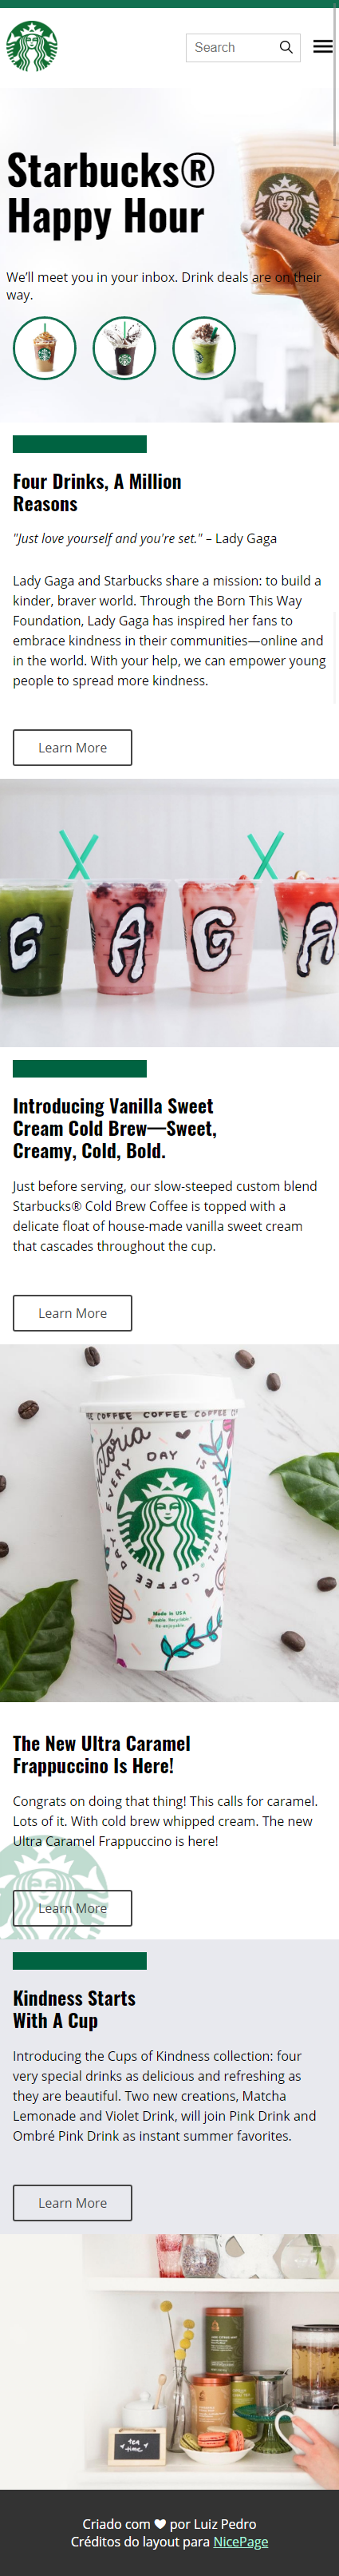 Search
Starbucks®
Happy Hour
We'll meet you in your inbox. Drink deals are on their
way.
Four Drinks, A Million
Reasons
"Just love yourself and you're set." – Lady Gaga
Lady Gaga and Starbucks share a mission: to build a
kinder, braver world. Through the Born This Way
Foundation, Lady Gaga has inspired her fans to
embrace kindness in their communities—online and
in the world. With your help, we can empower young
people to spread more kindness.
Learn More
G A G A
Introducing Vanilla Sweet
Cream Cold Brew—Sweet,
Creamy, Cold, Bold.
Just before serving, our slow-steeped custom blend
Starbucks® Cold Brew Coffee is topped with a
delicate float of house-made vanilla sweet cream
that cascades throughout the cup.
Learn More
COFFEE COFFEE COFFEE
EVERY DAY IS
COFFEE
Made in USA
The New Ultra Caramel
Frappuccino Is Here!
Congrats on doing that thing! This calls for caramel.
Lots of it. With cold brew whipped cream. The new
Ultra Caramel Frappuccino is here!
Learn More
Kindness Starts
With A Cup
Introducing the Cups of Kindness collection: four
very special drinks as delicious and refreshing as
they are beautiful. Two new creations, Matcha
Lemonade and Violet Drink, will join Pink Drink and
Ombré Pink Drink as instant summer favorites.
Learn More
tea
time
Criado com ❤ por Luiz Pedro
Créditos do layout para NicePage